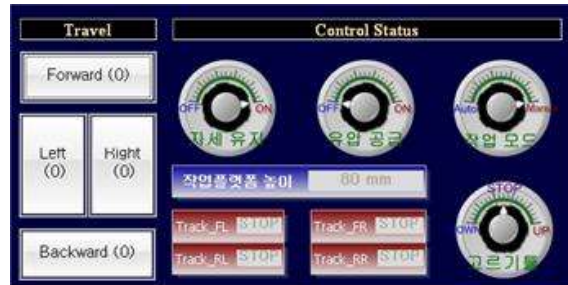 Travel
Control Status
Forward (0)
Left (0)
Right (0)
Backward (0)
OFF ON
자세 유지
OFF ON
유압 공급
Auto Manual
작업 모드
작업플랫폼 높이 80 mm
Track_FL STOP
Track_FR STOP
Track_RL STOP
Track_RR STOP
STOP
UP
고르기틀